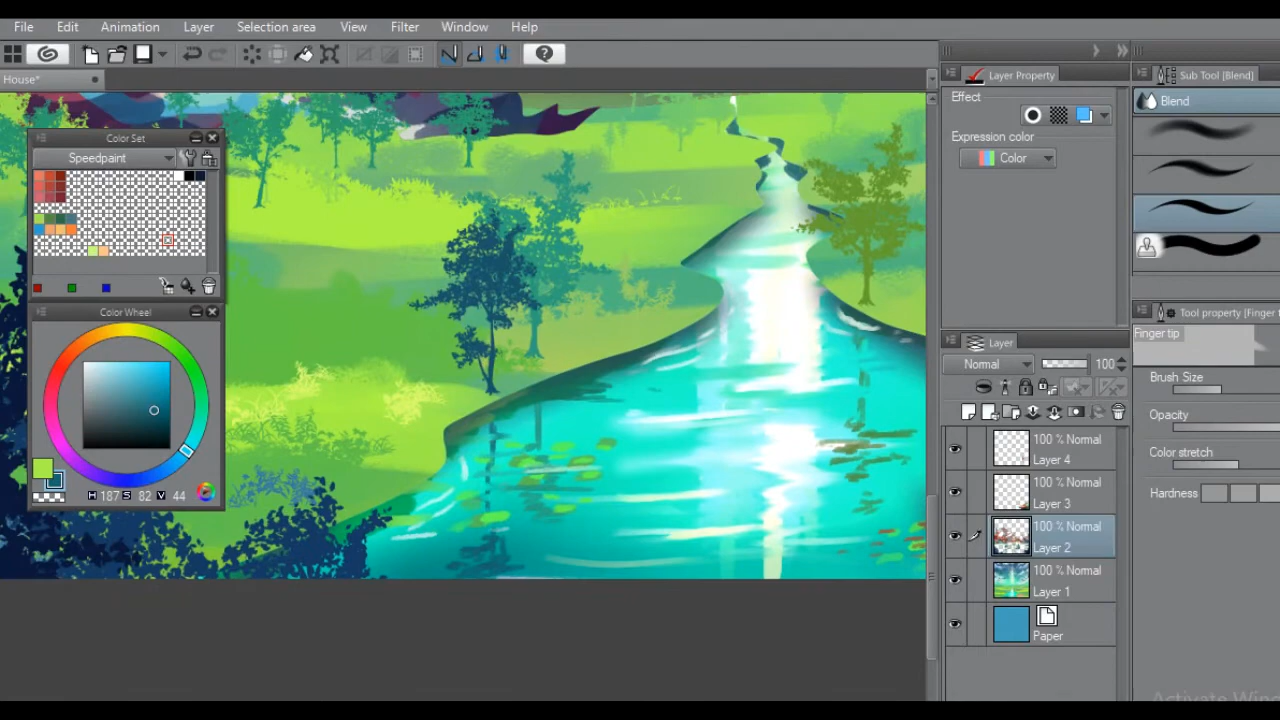 File Edit Animation Layer Selection area View Filter Window Help
House*
Color Set
Speedpaint
Color Wheel
H 187 S 82 V 44
Layer Property
Effect
Expression color
Color
Layer
Normal 100
100 % Normal
Layer 4
100 % Normal
Layer 3
100 % Normal
Layer 2
100 % Normal
Layer 1
Paper
Sub Tool [Blend]
Blend
Tool property [Finger t
Finger tip
Brush Size
Opacity
Color stretch
Hardness
Activate Wind